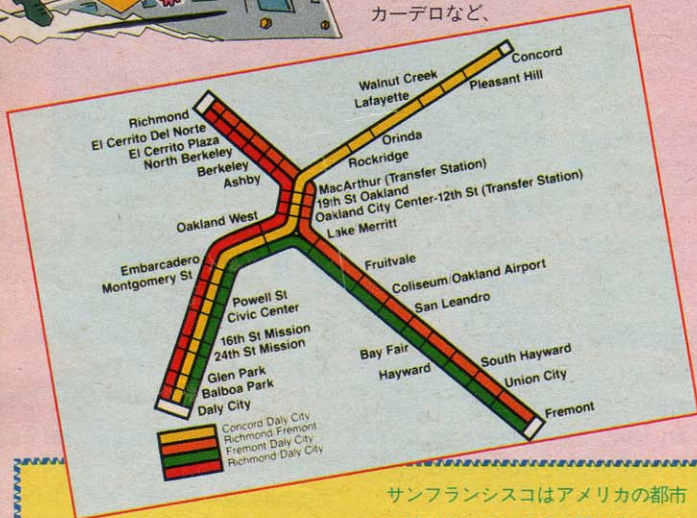 カーデロなど、
Concord
Pleasant Hill
Walnut Creek
Lafayette
Orinda
Rockridge
Richmond
El Cerrito Del Norte
El Cerrito Plaza
North Berkeley
Berkeley
Ashby
MacArthur (Transfer Station)
19th St Oakland
Oakland City Center-12th St (Transfer Station)
Lake Merritt
Oakland West
Embarcadero
Montgomery St
Powell St
Civic Center
16th St Mission
24th St Mission
Glen Park
Balboa Park
Daly City
Fruitvale
Coliseum/Oakland Airport
San Leandro
Bay Fair
Hayward
South Hayward
Union City
Fremont
Concord Daly City
Richmond Fremont
Fremont Daly City
Richmond Daly City
サンフランシスコはアメリカの都市